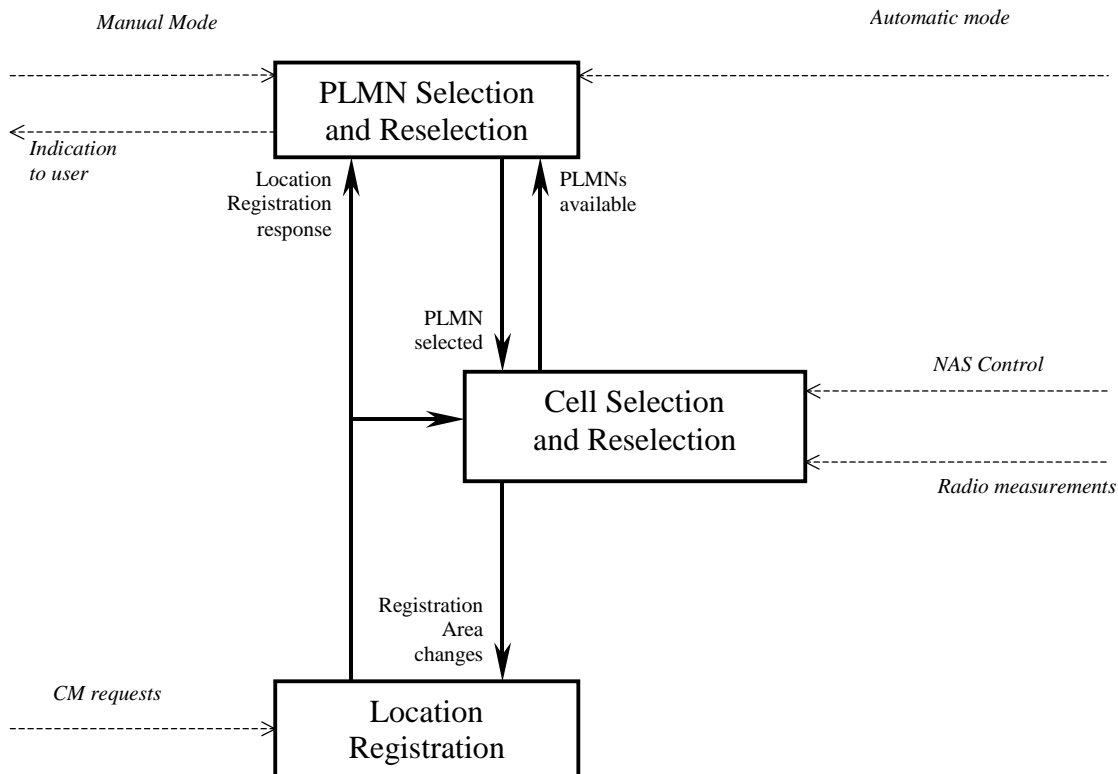 Manual Mode
Automatic mode
PLMN Selection
and Reselection
Indication
to user
Location
Registration
response
PLMNs
available
PLMN
selected
NAS Control
Cell Selection
and Reselection
Radio measurements
Registration
Area
changes
CM requests
Location
Registration